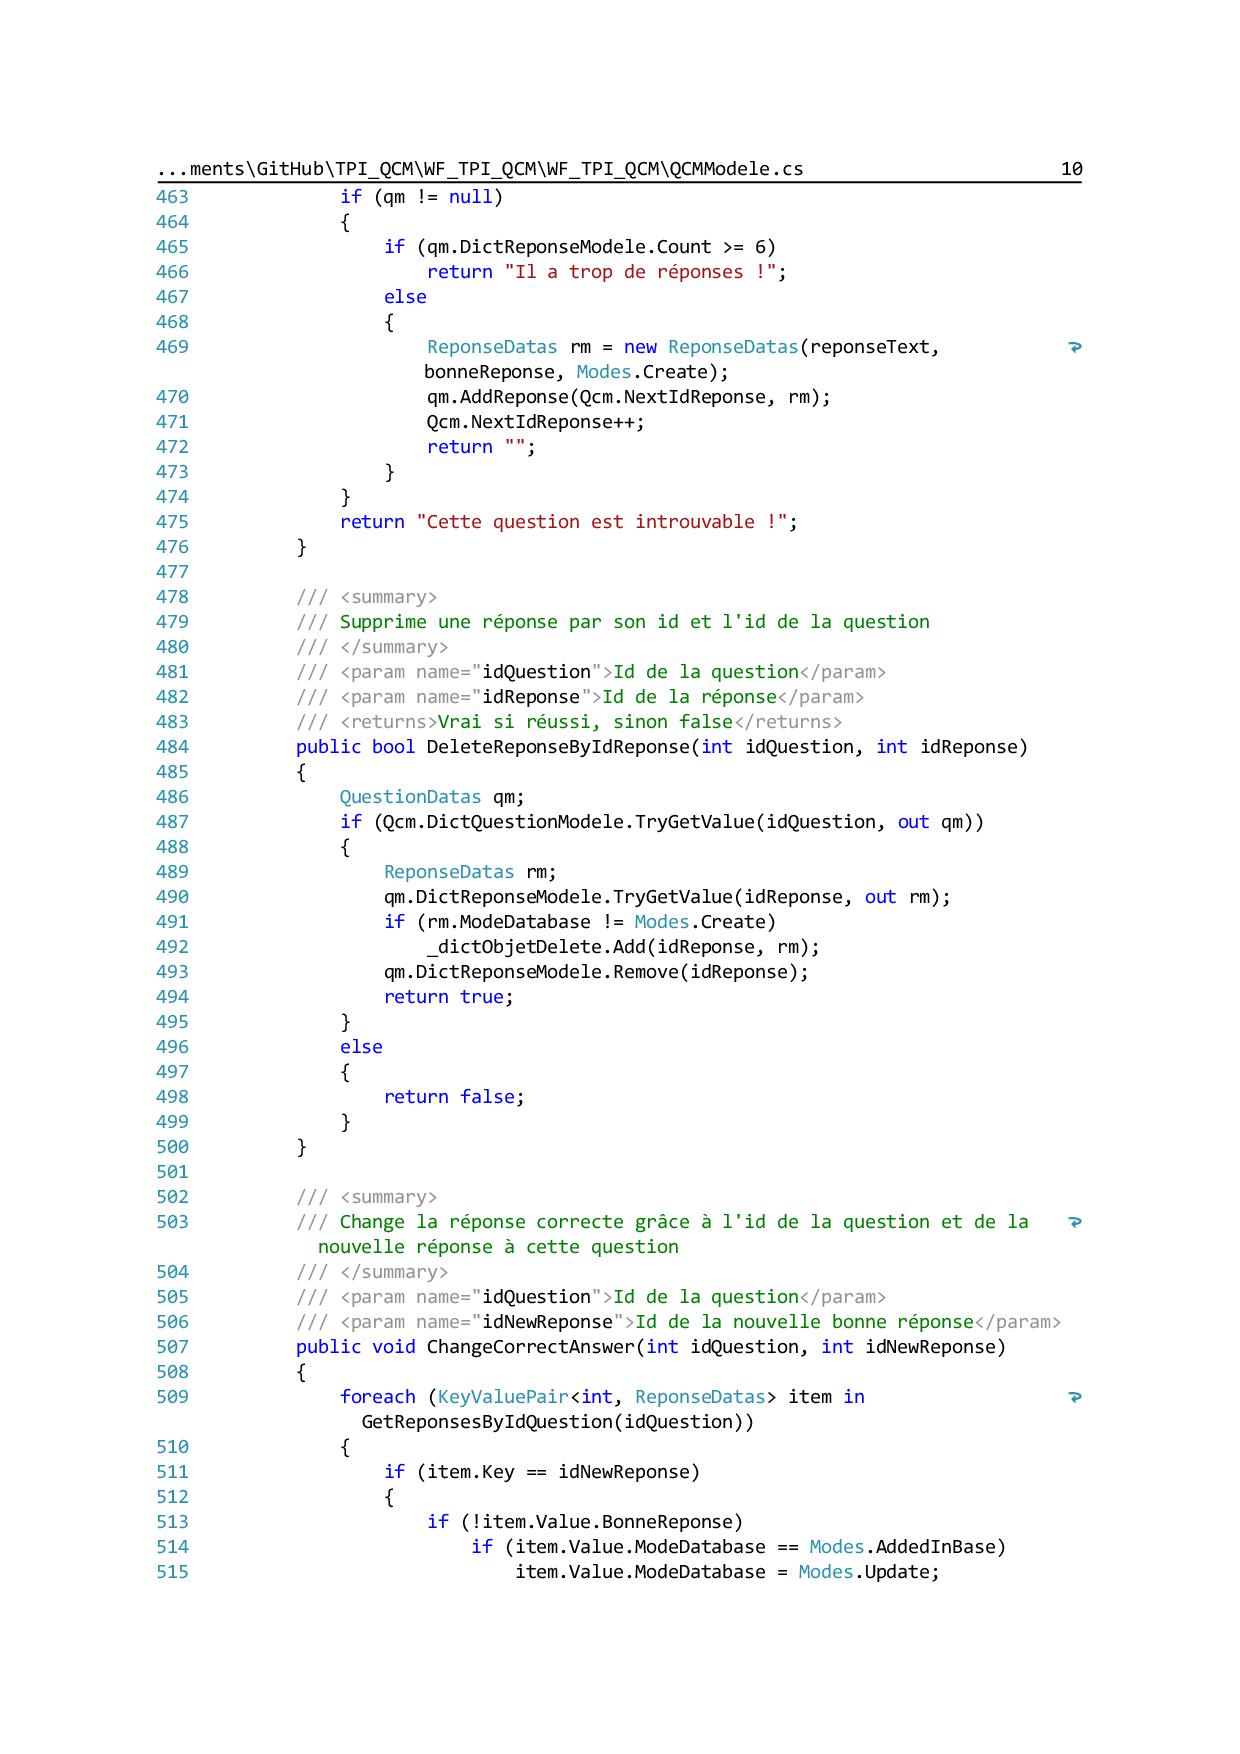 ...ments\GitHub\TPI_QCM\WF_TPI_QCM\WF_TPI_QCM\QCMModele.cs 10
463 if (qm != null)
464 {
465 if (qm.DictReponseModele.Count >= 6)
466 return "Il a trop de réponses !";
467 else
468 {
469 ReponseDatas rm = new ReponseDatas(reponseText,
bonneReponse, Modes.Create);
470 qm.AddReponse(Qcm.NextIdReponse, rm);
471 Qcm.NextIdReponse++;
472 return "";
473 }
474 }
475 return "Cette question est introuvable !";
476 }
477
478 /// <summary>
479 /// Supprime une réponse par son id et l'id de la question
480 /// </summary>
481 /// <param name="idQuestion">Id de la question</param>
482 /// <param name="idReponse">Id de la réponse</param>
483 /// <returns>Vrai si réussi, sinon false</returns>
484 public bool DeleteReponseByIdReponse(int idQuestion, int idReponse)
485 {
486 QuestionDatas qm;
487 if (Qcm.DictQuestionModele.TryGetValue(idQuestion, out qm))
488 {
489 ReponseDatas rm;
490 qm.DictReponseModele.TryGetValue(idReponse, out rm);
491 if (rm.ModeDatabase != Modes.Create)
492 _dictObjetDelete.Add(idReponse, rm);
493 qm.DictReponseModele.Remove(idReponse);
494 return true;
495 }
496 else
497 {
498 return false;
499 }
500 }
501
502 /// <summary>
503 /// Change la réponse correcte grâce à l'id de la question et de la
nouvelle réponse à cette question
504 /// </summary>
505 /// <param name="idQuestion">Id de la question</param>
506 /// <param name="idNewReponse">Id de la nouvelle bonne réponse</param>
507 public void ChangeCorrectAnswer(int idQuestion, int idNewReponse)
508 {
509 foreach (KeyValuePair<int, ReponseDatas> item in
GetReponsesByIdQuestion(idQuestion))
510 {
511 if (item.Key == idNewReponse)
512 {
513 if (!item.Value.BonneReponse)
514 if (item.Value.ModeDatabase == Modes.AddedInBase)
515 item.Value.ModeDatabase = Modes.Update;